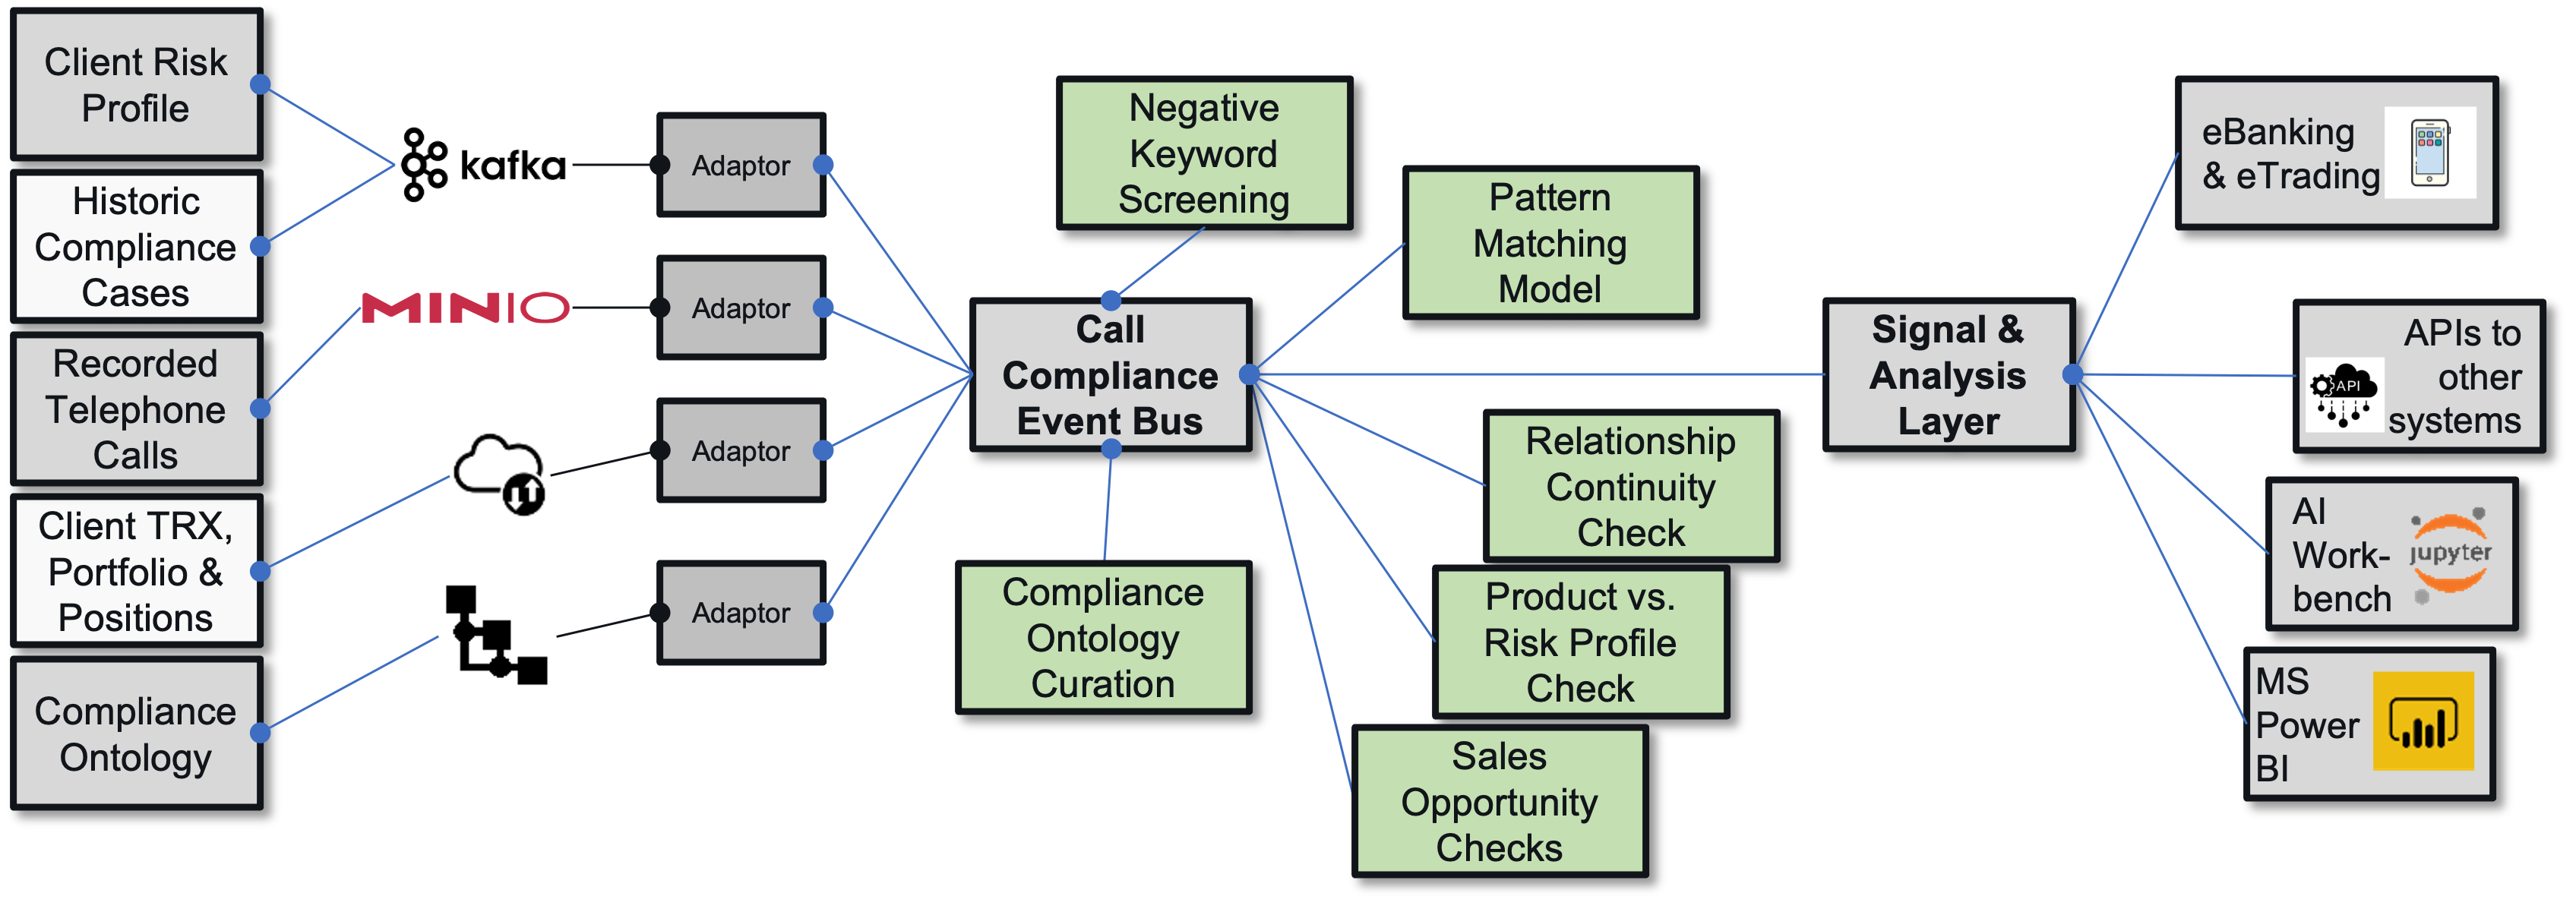 Client Risk
Profile
Historic
Compliance
Cases
Recorded
Telephone
Calls
Client TRX,
Portfolio &
Positions
Compliance
Ontology
kafka
MINIO
Adaptor
Adaptor
Adaptor
Adaptor
Negative
Keyword
Screening
Pattern
Matching
Model
Call
Compliance
Event Bus
Relationship
Continuity
Check
Compliance
Ontology
Curation
Product vs.
Risk Profile
Check
Sales
Opportunity
Checks
Signal &
Analysis
Layer
eBanking
& eTrading
APIs to
other
systems
API
AI
Work-
bench
jupyter
MS
Power
BI